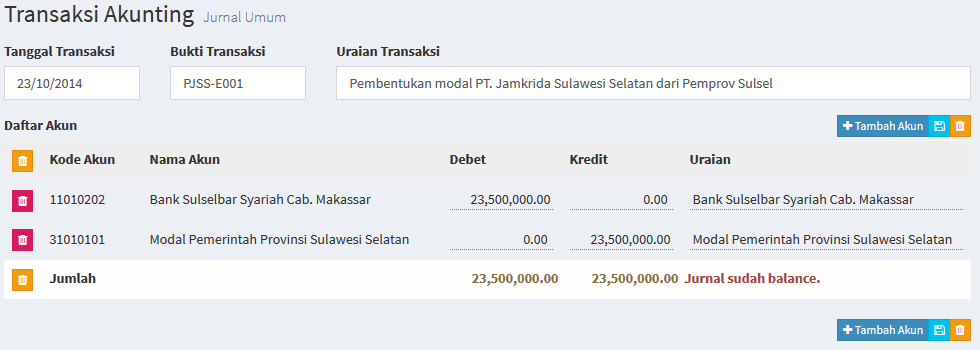 Transaksi Akunting Jurnal Umum
Tanggal Transaksi Bukti Transaksi Uraian Transaksi
23/10/2014 PJSS-E001 Pembentukan modal PT. Jamkrida Sulawesi Selatan dari Pemprov Sulsel
Daftar Akun Tambah Akun
Kode Akun Nama Akun Debet Kredit Uraian
11010202 Bank Sulselbar Syariah Cab. Makassar 23,500,000.00 0.00 Bank Sulselbar Syariah Cab. Makassar
31010101 Modal Pemerintah Provinsi Sulawesi Selatan 0.00 23,500,000.00 Modal Pemerintah Provinsi Sulawesi Selatan
Jumlah 23,500,000.00 23,500,000.00 Jurnal sudah balance.
Tambah Akun